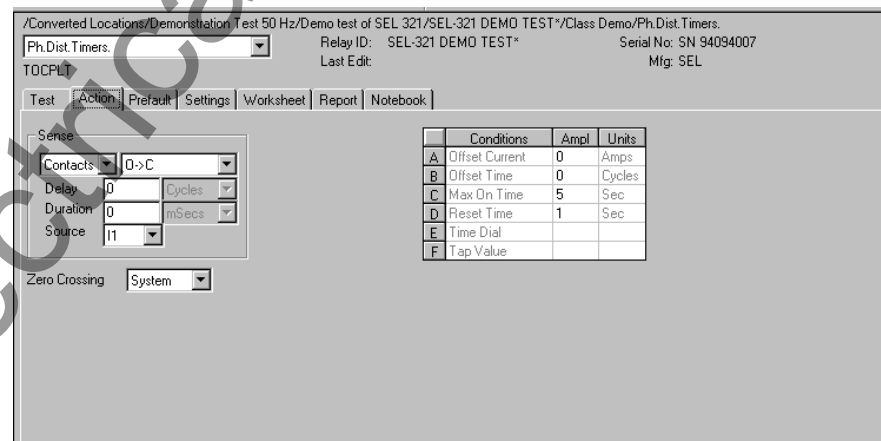 /Converted Locations/Demonstration Test 50 Hz/Demo test of SEL 321/SEL-321 DEMO TEST*/Class Demo/Ph.Dist.Timers.
Ph.Dist.Timers.
Relay ID: SEL-321 DEMO TEST*
Serial No: SN 94094007
Last Edit:
Mfg: SEL
TOCPLT
Test Action Prefault Settings Worksheet Report Notebook
Sense
Contacts O->C
Delay 0 Cycles
Duration 0 mSecs
Source I1
Zero Crossing System
Conditions Ampl Units
A Offset Current 0 Amps
B Offset Time 0 Cycles
C Max On Time 5 Sec
D Reset Time 1 Sec
E Time Dial
F Tap Value